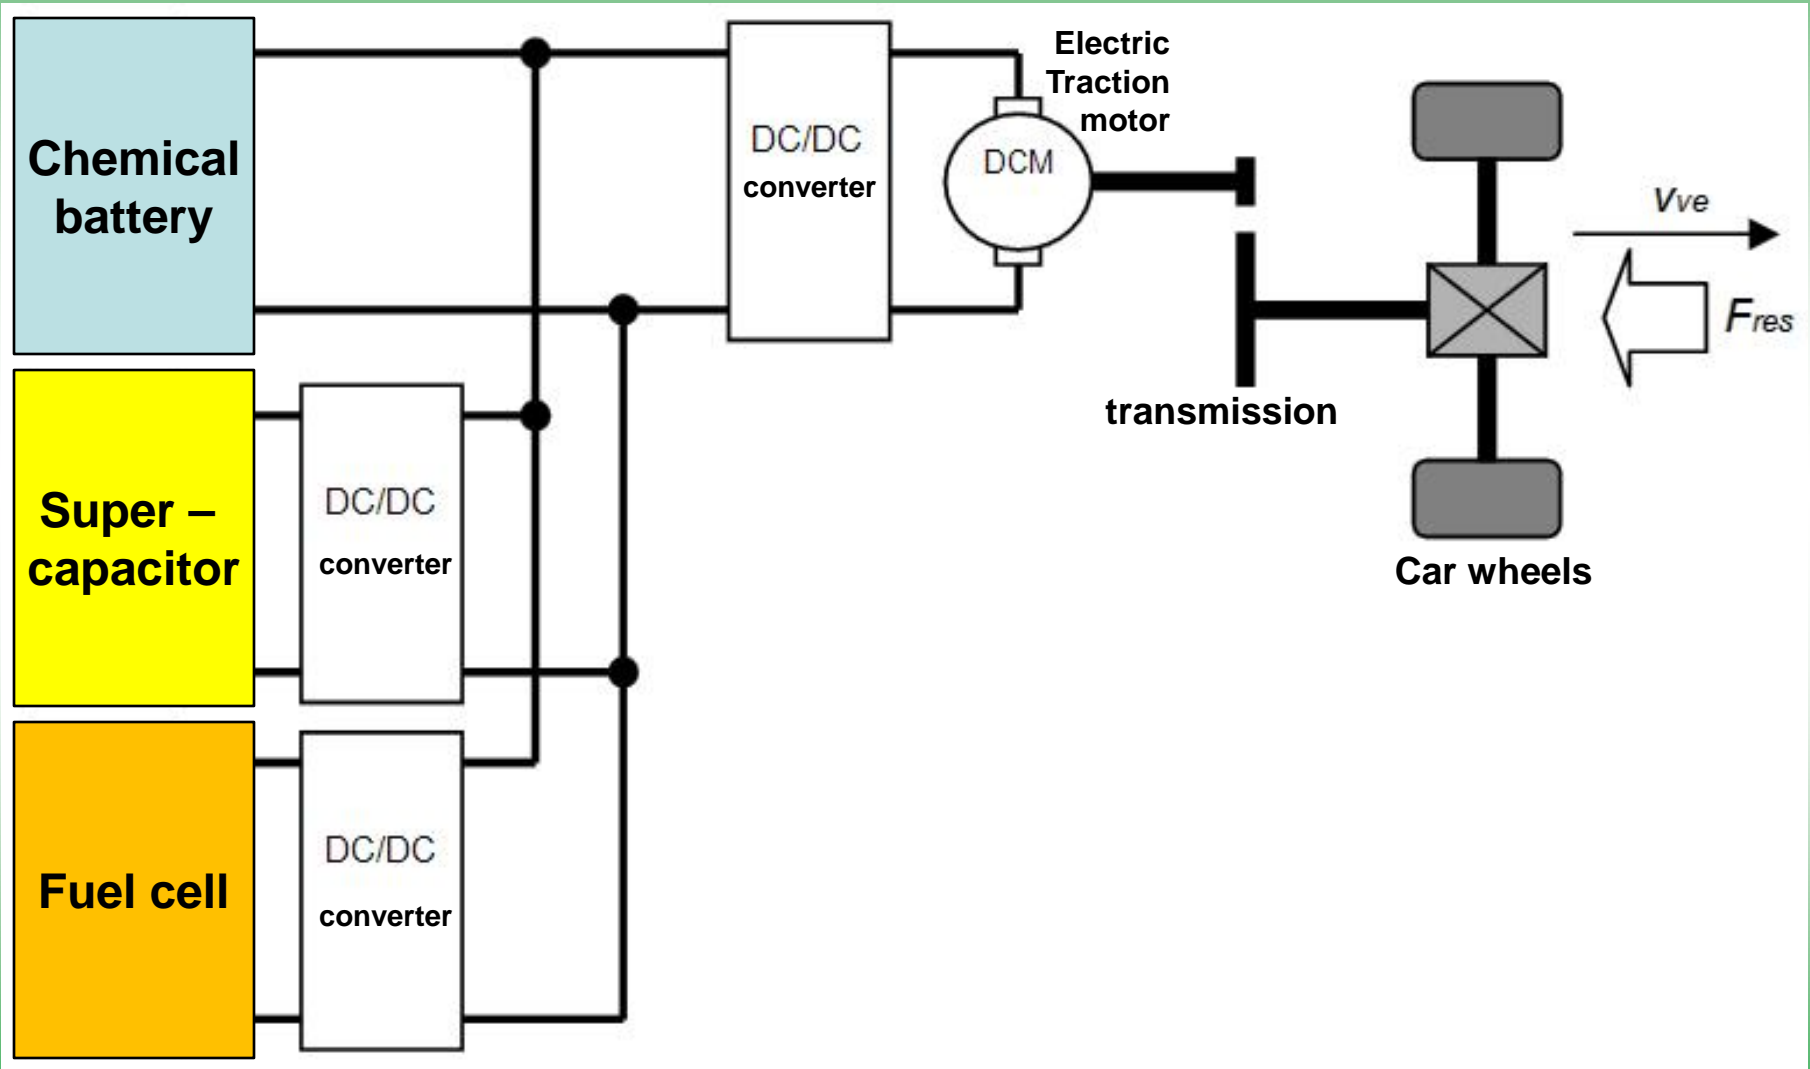 Chemical
battery
Super –
capacitor
Fuel cell
DC/DC
converter
DC/DC
converter
DC/DC
converter
DCM
Electric
Traction
motor
transmission
Car wheels
Vve
Fres